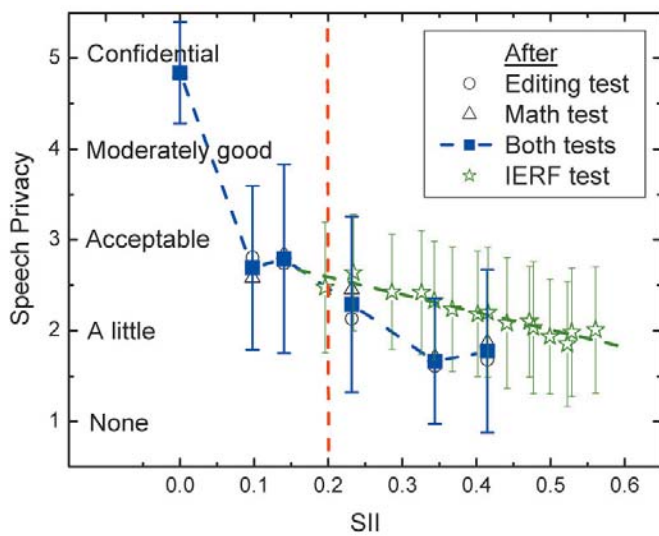 Speech Privacy
5
4
3
2
1
Confidential
Moderately good
Acceptable
A little
None
After
Editing test
Math test
Both tests
IERF test
0.0 0.1 0.2 0.3 0.4 0.5 0.6
SII